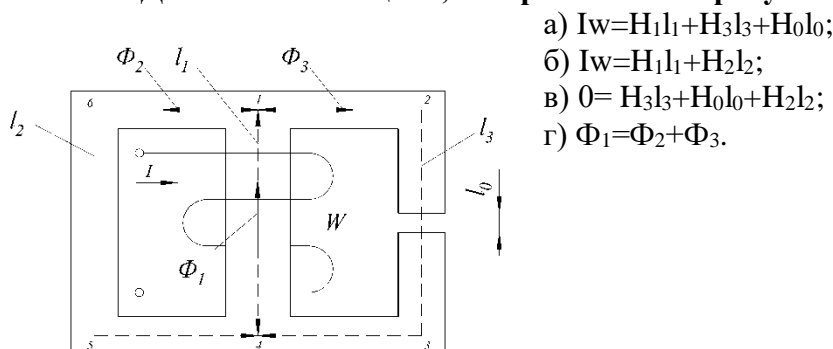 а) Iw=H₁l₁+H₃l₃+H₀l₀;
б) Iw=H₁l₁+H₂l₂;
в) 0= H₃l₃+H₀l₀+H₂l₂;
г) Φ₁=Φ₂+Φ₃.
Φ₂ l₁ Φ₃
6 1 2
l₂ l₃
I l₀
W
Φ₁
5 4 3